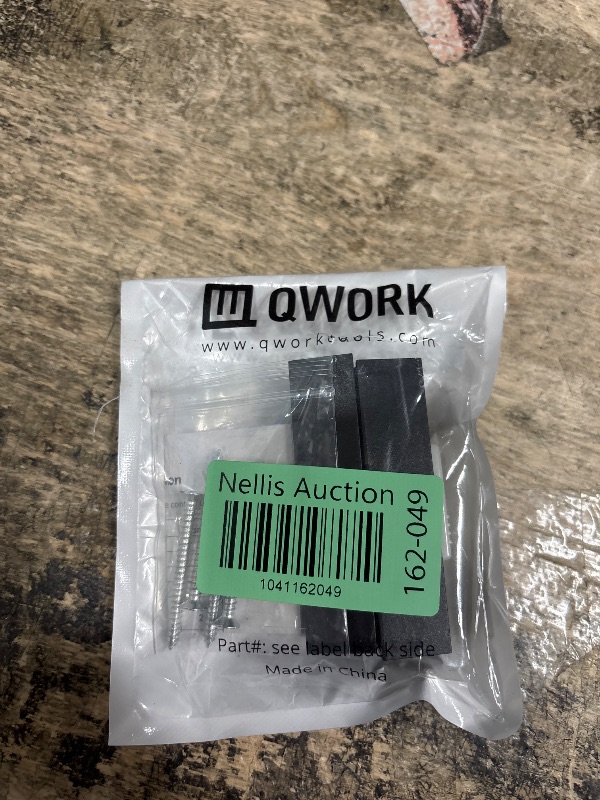 QWORK
www.qworktools.com
Nellis Auction
1041162049
162-049
Part#: see label back side
Made in China